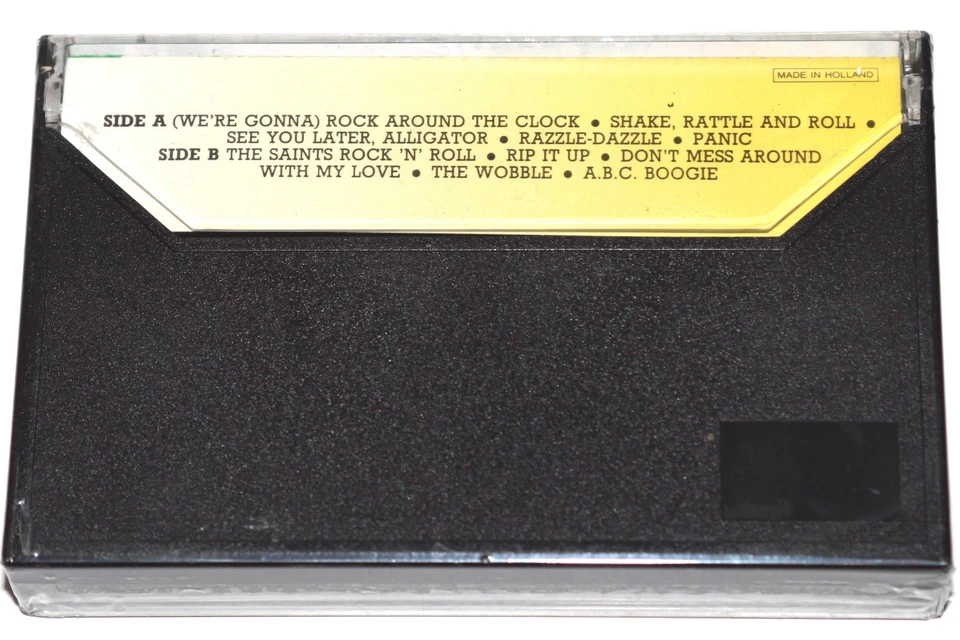 MADE IN HOLLAND
SIDE A (WE'RE GONNA) ROCK AROUND THE CLOCK ● SHAKE, RATTLE AND ROLL ●
SEE YOU LATER, ALLIGATOR ● RAZZLE-DAZZLE ● PANIC
SIDE B THE SAINTS ROCK 'N' ROLL ● RIP IT UP ● DON'T MESS AROUND
WITH MY LOVE ● THE WOBBLE ● A.B.C. BOOGIE